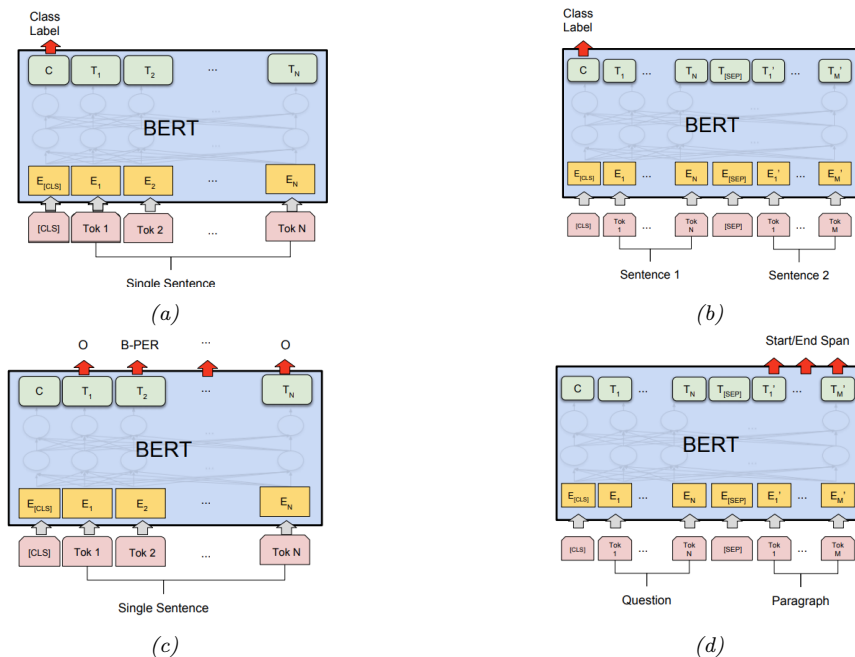 Class
Label
C T1 T2 ... TN
BERT
E[CLS] E1 E2 ... EN
[CLS] Tok 1 Tok 2 ... Tok N
Single Sentence
(a)
Class
Label
C T1 ... TN T[SEP] T1' ... TM'
BERT
E[CLS] E1 ... EN E[SEP] E1' ... EM'
[CLS] Tok 1 ... Tok N [SEP] Tok 1 ... Tok M
Sentence 1 Sentence 2
(b)
O B-PER ... O
C T1 T2 ... TN
BERT
E[CLS] E1 E2 ... EN
[CLS] Tok 1 Tok 2 ... Tok N
Single Sentence
(c)
Start/End Span
C T1 ... TN T[SEP] T1' ... TM'
BERT
E[CLS] E1 ... EN E[SEP] E1' ... EM'
[CLS] Tok 1 ... Tok N [SEP] Tok 1 ... Tok M
Question Paragraph
(d)